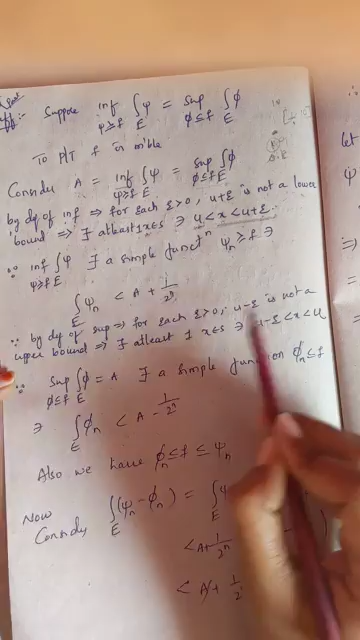 Suppose inf ∫ψ = sup ∫φ
ψ≥f E φ≤f E
To P/T f is m'ble
Consider A = inf ∫ψ = sup ∫φ
ψ≥f E φ≤f E
by def of inf ⇒ for each ε>0, u+ε is not a lower
bound ⇒ ∃ atleast 1 x∈S ∋ u<x<u+ε
∵ inf ∫ψ ∃ a simple functⁿ ψₙ≥f ∋
ψ≥f E
∫ψₙ < A + 1/2ⁿ
E
∵ by def of sup ⇒ for each ε>0, u-ε is not a
upper bound ⇒ ∃ atleast 1 x∈S ∋ u-ε<x<u
∵ sup ∫φ = A ∃ a simple function φₙ≤f
φ≤f E
∋ ∫φₙ < A - 1/2ⁿ
E
Also we have φₙ ≤ f ≤ ψₙ
Now
Consider ∫(ψₙ - φₙ) = ∫ψ
E E
< A + 1/2ⁿ
< A + 1/2ⁿ
let
ψ